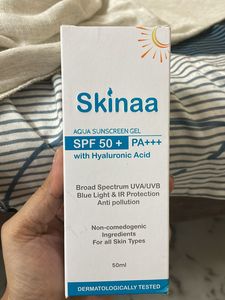 Skinaa
AQUA SUNSCREEN GEL
SPF 50 + PA+++
with Hyaluronic Acid
Broad Spectrum UVA/UVB
Blue Light & IR Protection
Anti pollution
Non-comedogenic
Ingredients
For all Skin Types
50ml
DERMATOLOGICALLY TESTED